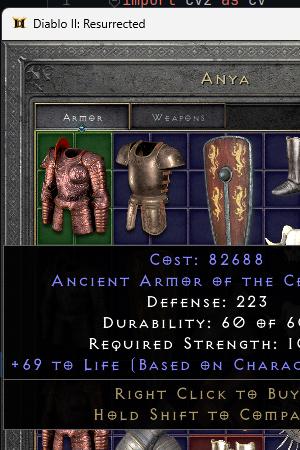 import cv2 as cv
Diablo II: Resurrected
Anya
Armor
Weapons
Cost: 82688
Ancient Armor of the
Defense: 223
Durability: 60 of
Required Strength:
+69 to Life (Based on
Right Click to Buy
Hold Shift to